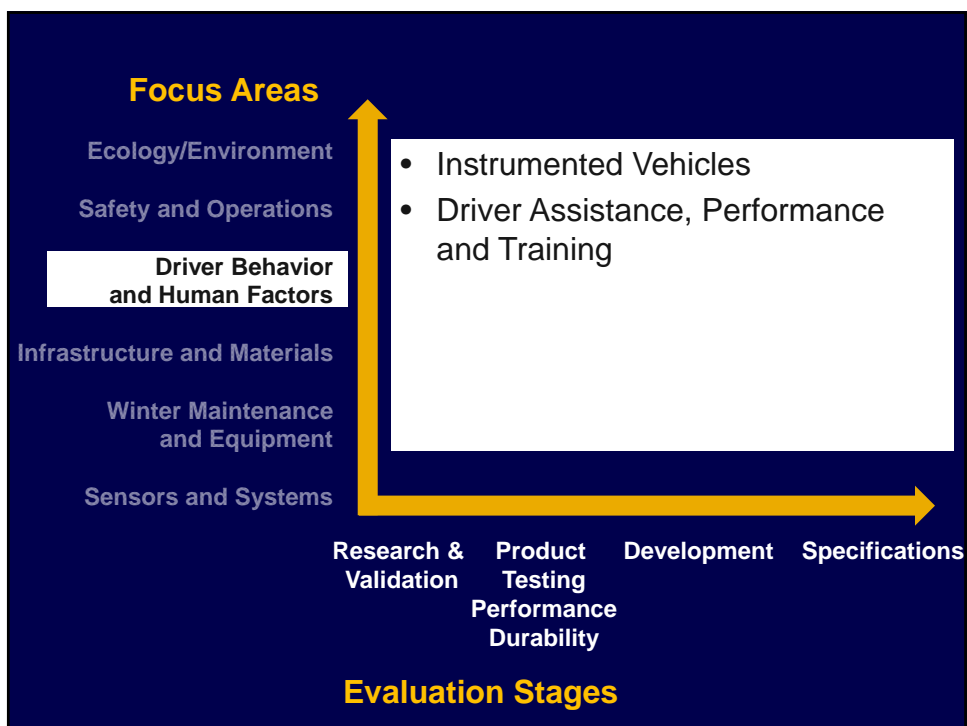 Focus Areas
Ecology/Environment
Safety and Operations
Driver Behavior
and Human Factors
Infrastructure and Materials
Winter Maintenance
and Equipment
Sensors and Systems
• Instrumented Vehicles
• Driver Assistance, Performance
and Training
Research &
Validation
Product
Testing
Performance
Durability
Development
Specifications
Evaluation Stages